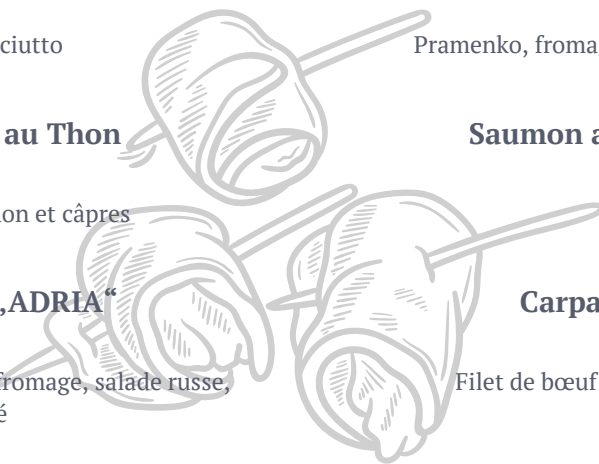 ciutto
au Thon
on et câpres
„ADRIA“
fromage, salade russe,
é
Pramenko, froma
Saumon a
Carpa
Filet de bœuf